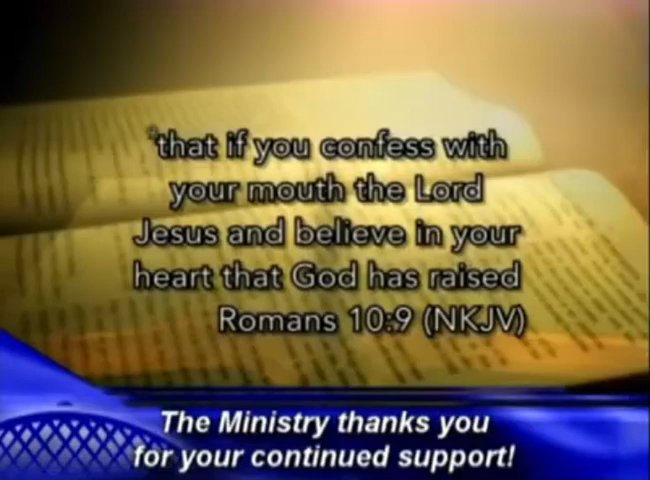 9that if you confess with
your mouth the Lord
Jesus and believe in your
heart that God has raised
Romans 10:9 (NKJV)
The Ministry thanks you
for your continued support!